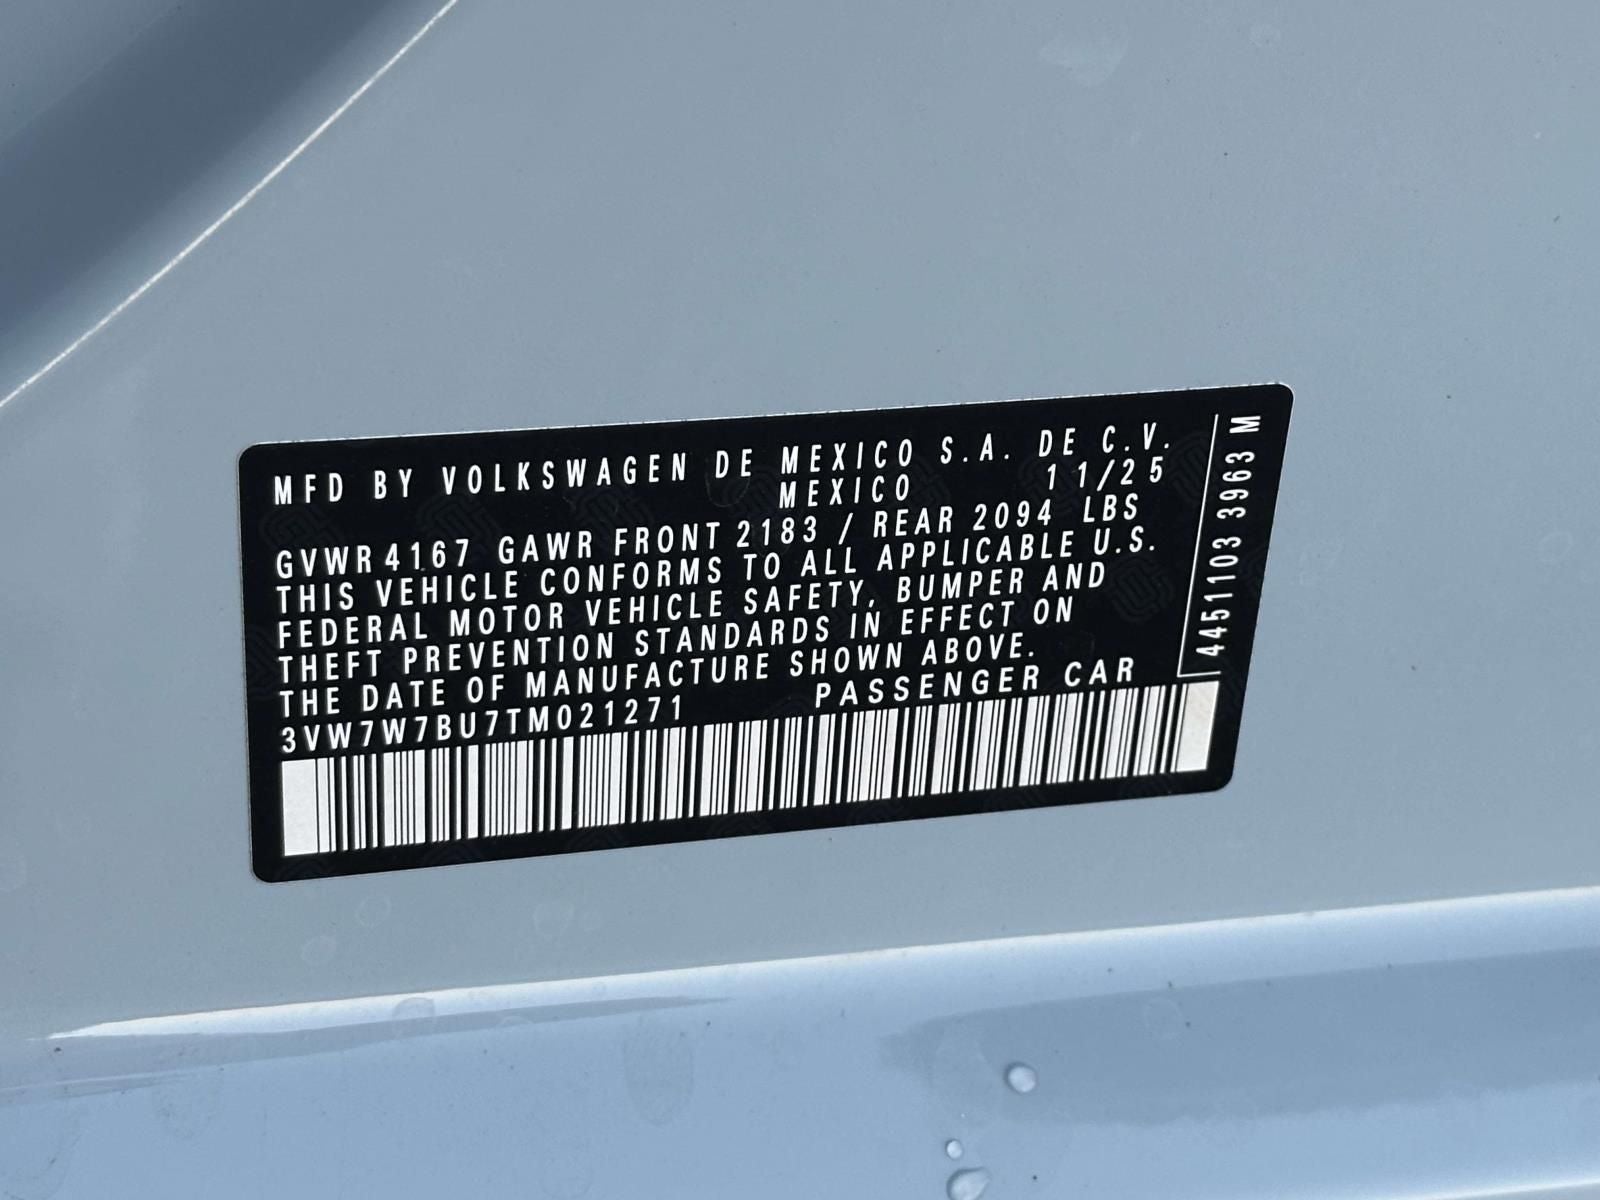 MFD BY VOLKSWAGEN DE MEXICO S.A. DE C.V.
MEXICO 11/25
GVWR 4167 GAWR FRONT 2183 / REAR 2094 LBS
THIS VEHICLE CONFORMS TO ALL APPLICABLE U.S.
FEDERAL MOTOR VEHICLE SAFETY, BUMPER AND
THEFT PREVENTION STANDARDS IN EFFECT ON
THE DATE OF MANUFACTURE SHOWN ABOVE.
3VW7W7BU7TM021271 PASSENGER CAR
4451103 3963 M